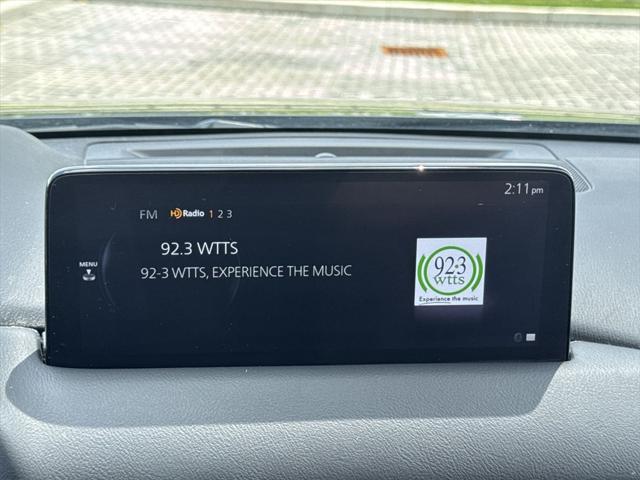 2:11 pm
FM HD Radio 1 2 3
92.3 WTTS
MENU
92-3 WTTS, EXPERIENCE THE MUSIC
92•3
wtts
Experience the music